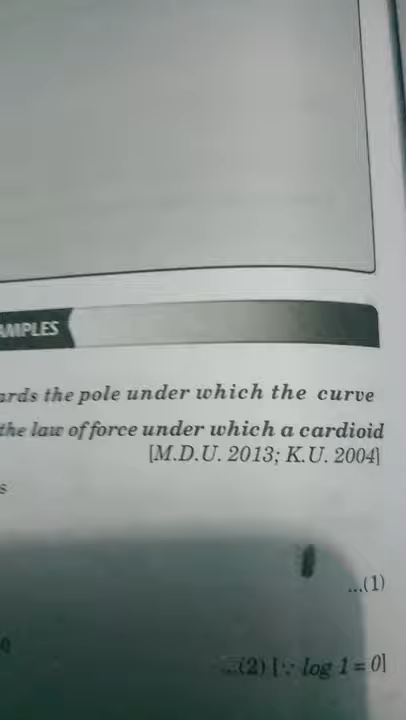 AMPLES
ards the pole under which the curve
the law of force under which a cardioid
[M.D.U. 2013; K.U. 2004]
s
...(1)
...(2) [∵ log 1 = 0]